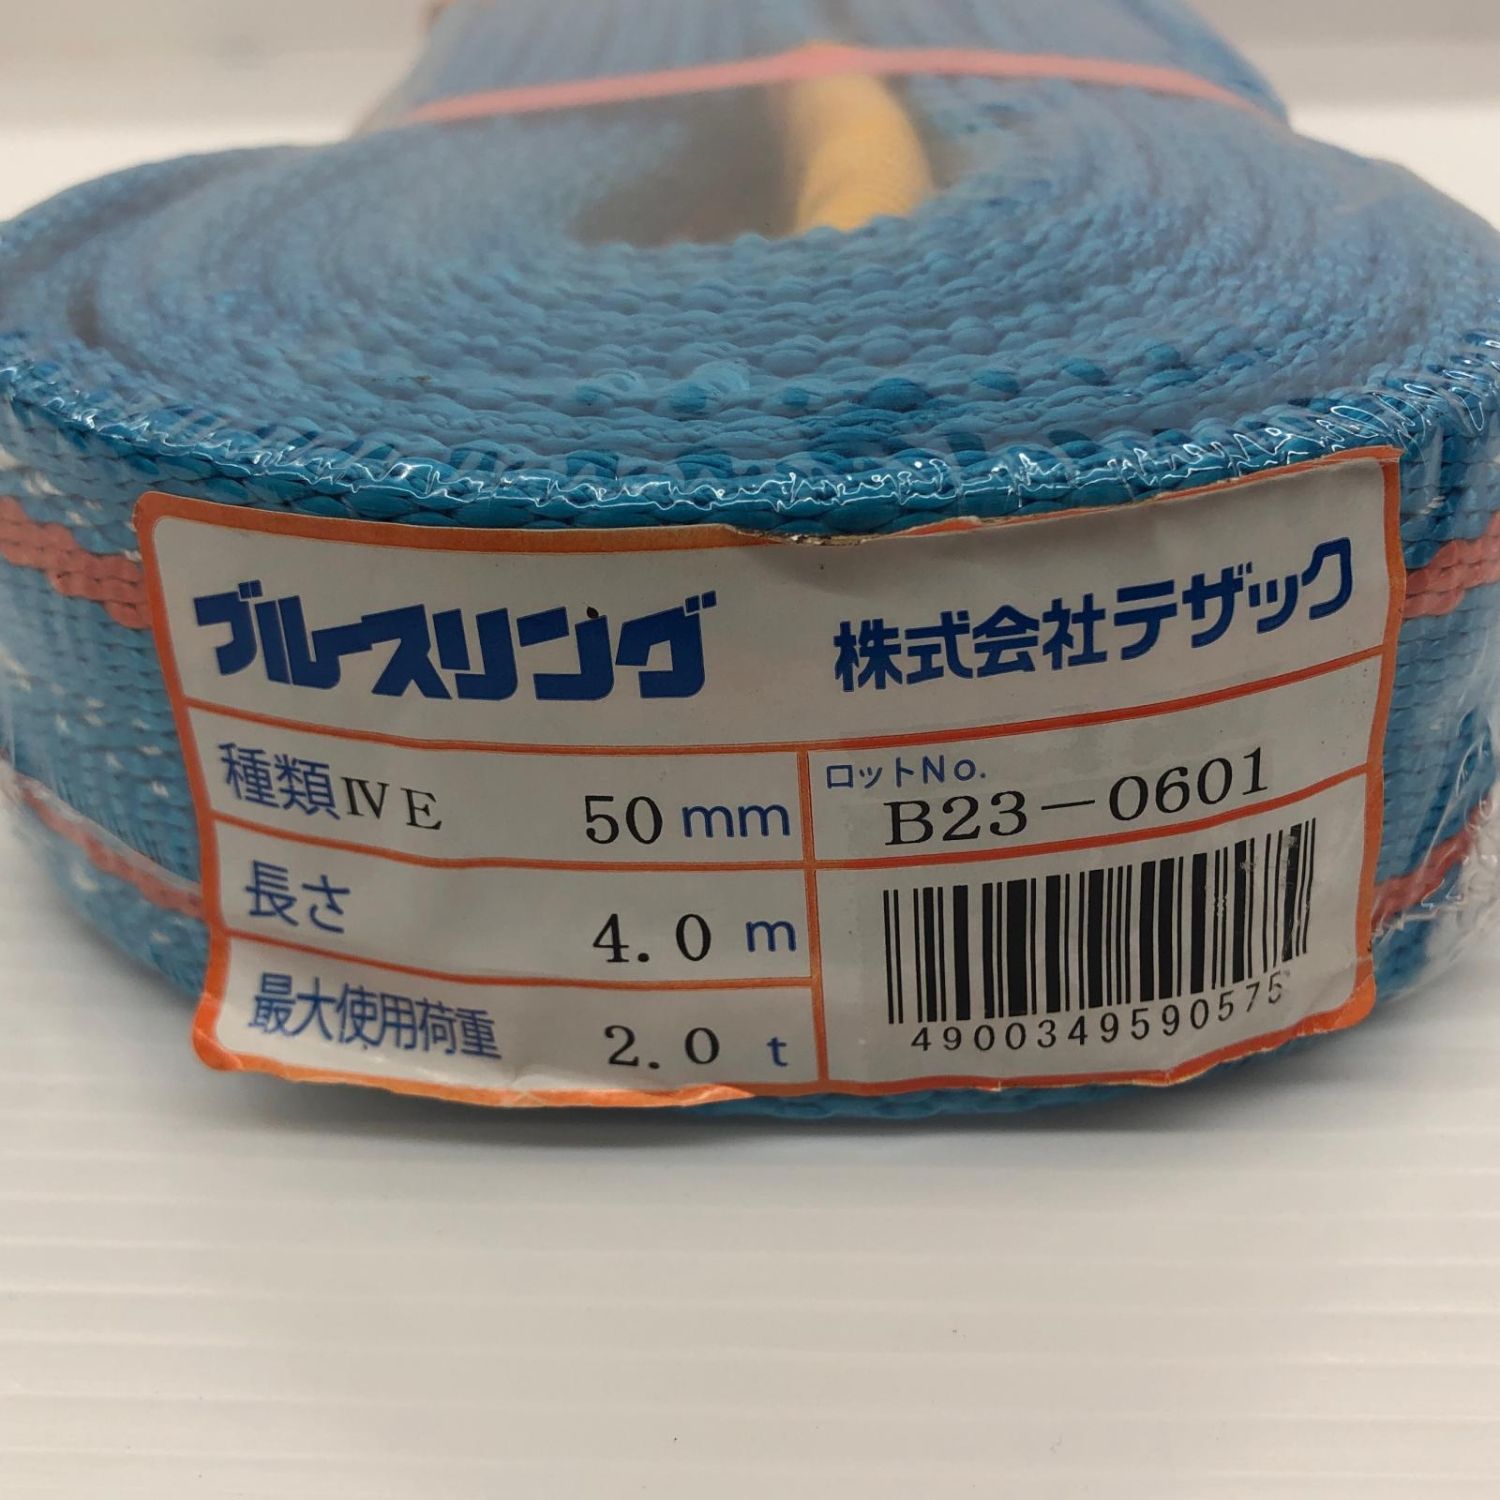 ブルースリング 株式会社テザック
種類ⅣE 50mm
ロットNo.
B23-0601
長さ 4.0 m
最大使用荷重 2.0 t
4900349590575